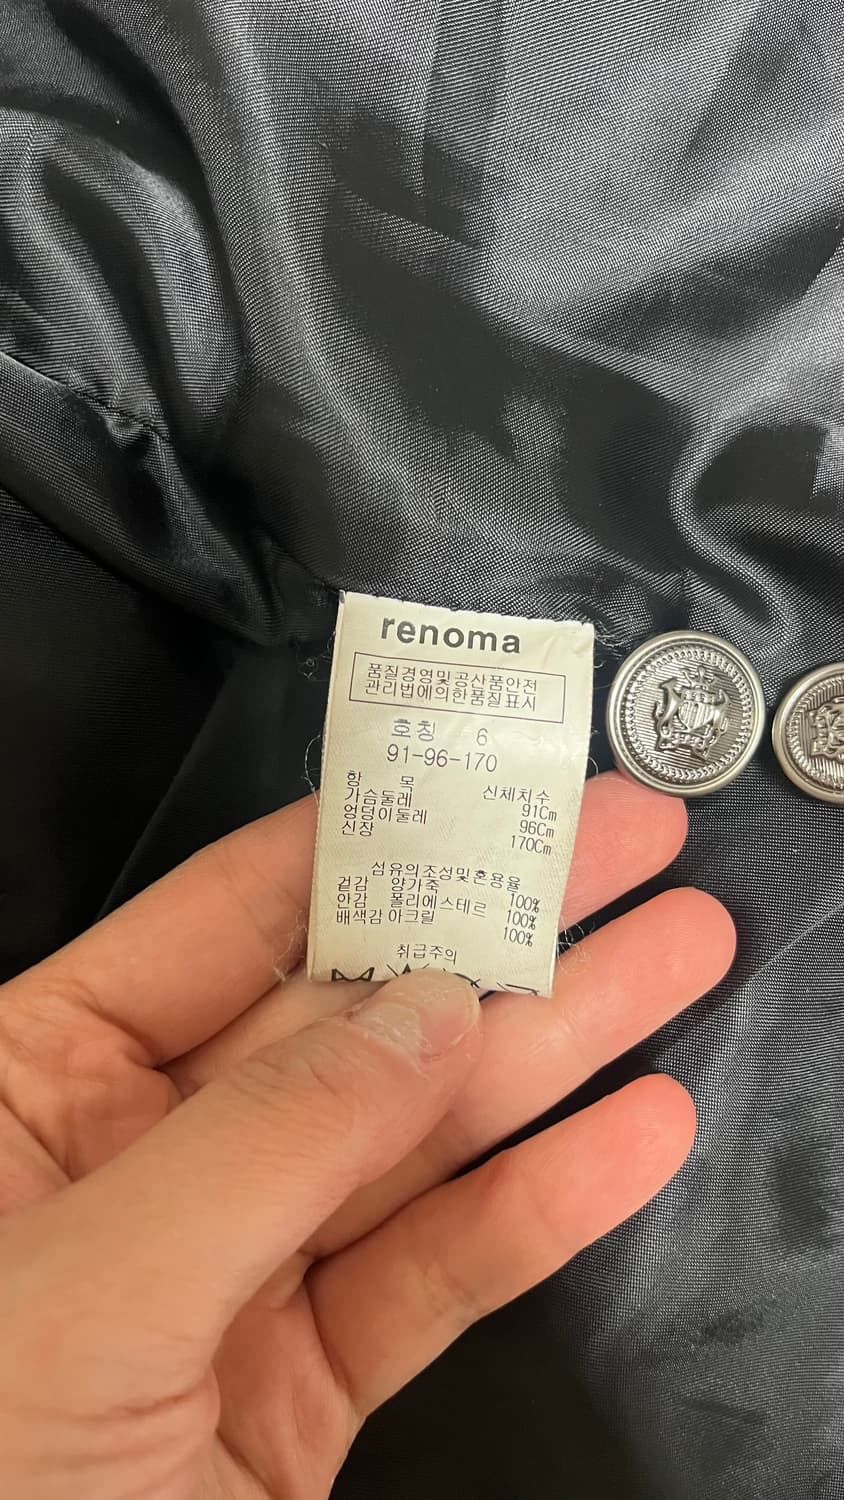 renoma
품질경영및공산품안전
관리법에의한품질표시
호칭 6
91-96-170
항 목 신체치수
가슴둘레 91Cm
엉덩이둘레 96Cm
신장 170Cm
섬유의조성및혼용율
겉감 양가죽 100%
안감 폴리에스테르 100%
배색감 아크릴 100%
취급주의